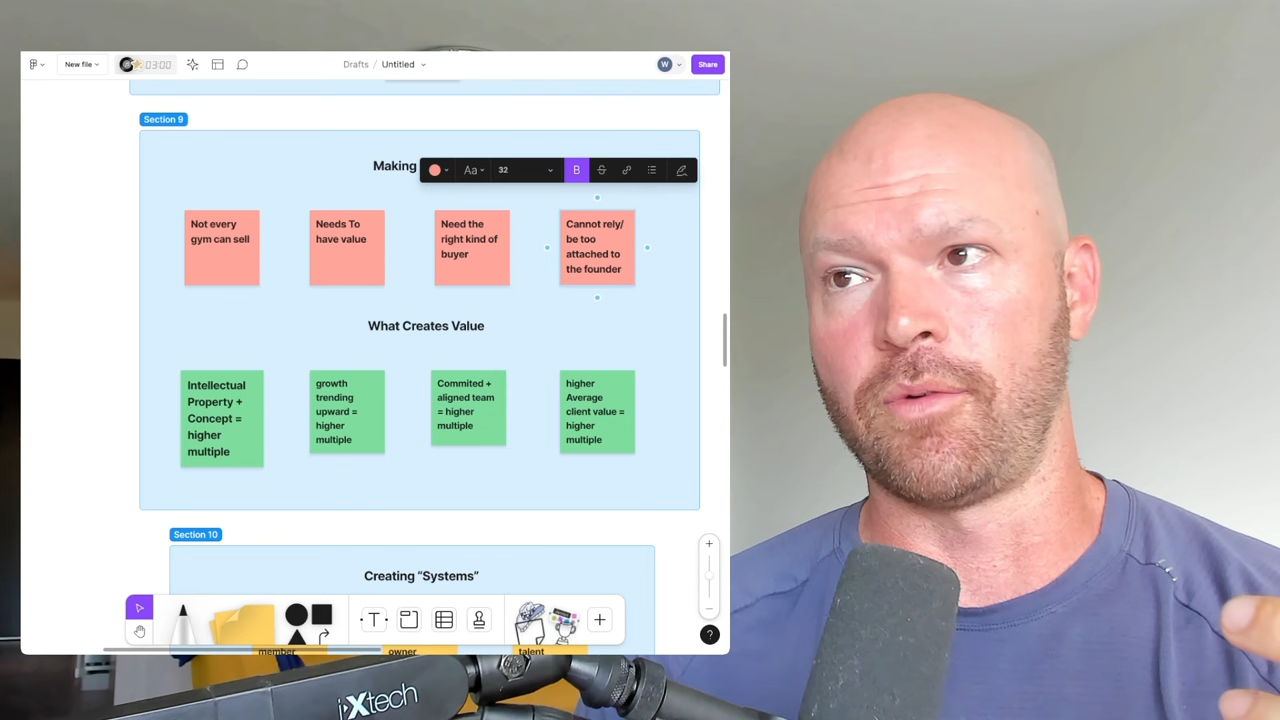 New file
03:00
Drafts / Untitled
W
Share
Section 9
Making
Aa
32
B
S
Not every
gym can sell
Needs To
have value
Need the
right kind of
buyer
Cannot rely/
be too
attached to
the founder
What Creates Value
Intellectual
Property +
Concept =
higher
multiple
growth
trending
upward =
higher
multiple
Commited +
aligned team
= higher
multiple
higher
Average
client value =
higher
multiple
Section 10
Creating “Systems”
T
+
−
?
member
owner
talent
iXtech